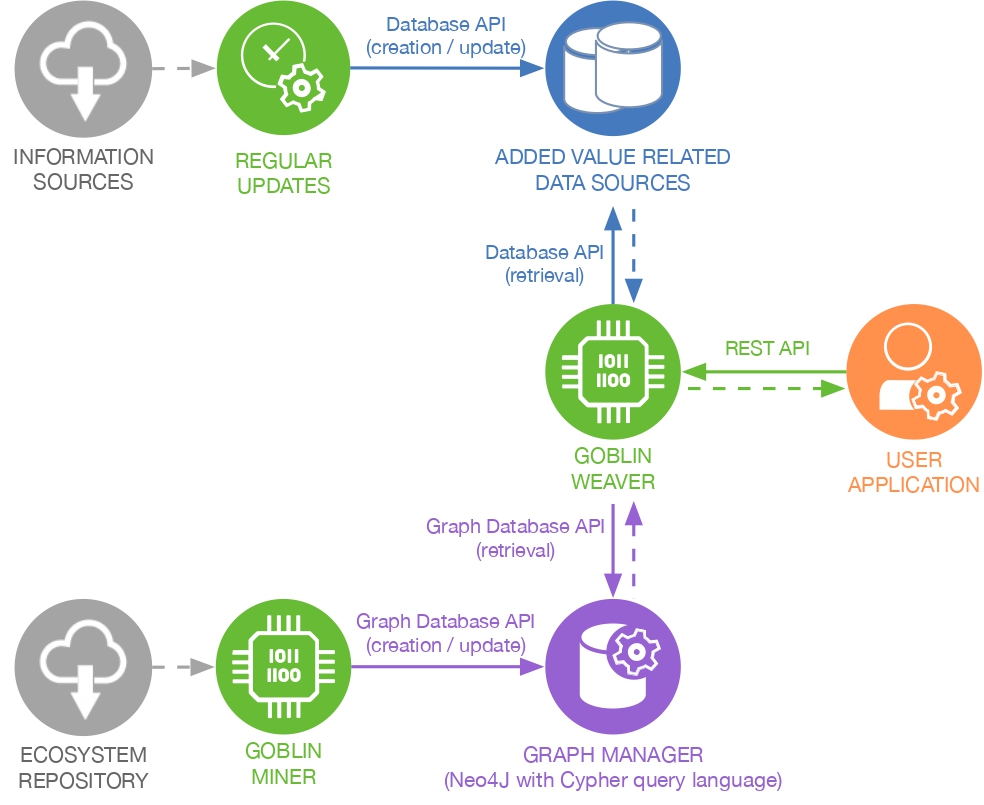 Database API
(creation / update)
INFORMATION
SOURCES
REGULAR
UPDATES
ADDED VALUE RELATED
DATA SOURCES
Database API
(retrieval)
1011
1100
REST API
GOBLIN
WEAVER
USER
APPLICATION
Graph Database API
(retrieval)
Graph Database API
(creation / update)
1011
1100
ECOSYSTEM
REPOSITORY
GOBLIN
MINER
GRAPH MANAGER
(Neo4J with Cypher query language)